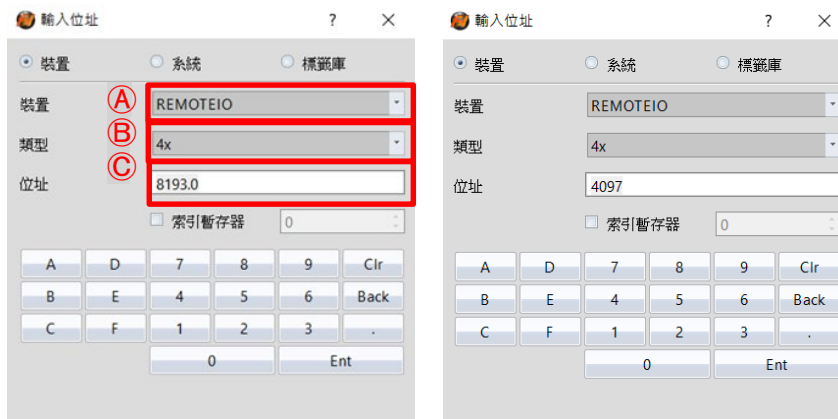 輸入位址 ? ×
裝置 系統 標籤庫
裝置 Ⓐ REMOTEIO
類型 Ⓑ 4x
位址 Ⓒ 8193.0
索引暫存器 0
A D 7 8 9 Clr
B E 4 5 6 Back
C F 1 2 3 .
0 Ent
輸入位址 ? ×
裝置 系統 標籤庫
裝置 REMOTEIO
類型 4x
位址 4097
索引暫存器 0
A D 7 8 9 Clr
B E 4 5 6 Back
C F 1 2 3 .
0 Ent